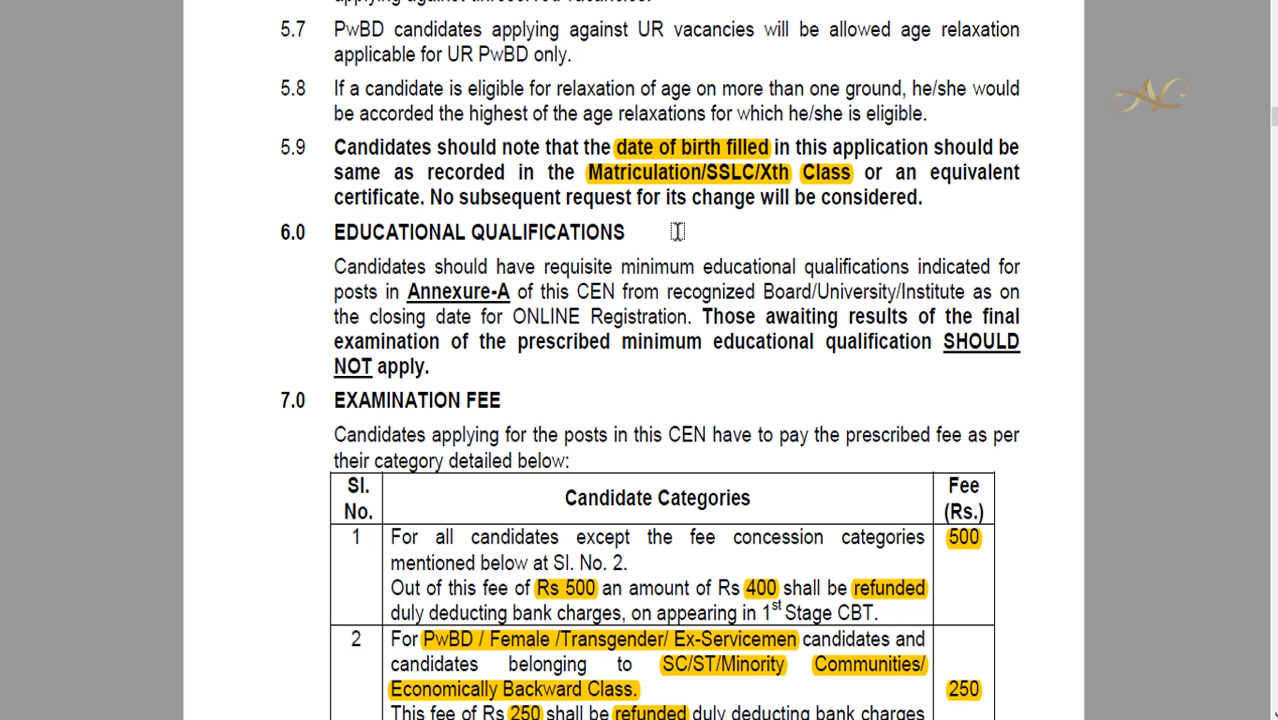 applying against unreserved vacancies.
5.7 PwBD candidates applying against UR vacancies will be allowed age relaxation
applicable for UR PwBD only.
5.8 If a candidate is eligible for relaxation of age on more than one ground, he/she would
be accorded the highest of the age relaxations for which he/she is eligible.
5.9 Candidates should note that the date of birth filled in this application should be
same as recorded in the Matriculation/SSLC/Xth Class or an equivalent
certificate. No subsequent request for its change will be considered.
6.0 EDUCATIONAL QUALIFICATIONS
Candidates should have requisite minimum educational qualifications indicated for
posts in Annexure-A of this CEN from recognized Board/University/Institute as on
the closing date for ONLINE Registration. Those awaiting results of the final
examination of the prescribed minimum educational qualification SHOULD
NOT apply.
7.0 EXAMINATION FEE
Candidates applying for the posts in this CEN have to pay the prescribed fee as per
their category detailed below:
Sl. No. Candidate Categories Fee (Rs.)
1 For all candidates except the fee concession categories 500
mentioned below at Sl. No. 2.
Out of this fee of Rs 500 an amount of Rs 400 shall be refunded
duly deducting bank charges, on appearing in 1st Stage CBT.
2 For PwBD / Female /Transgender/ Ex-Servicemen candidates and
candidates belonging to SC/ST/Minority Communities/
Economically Backward Class. 250
This fee of Rs 250 shall be refunded duly deducting bank charges
AC